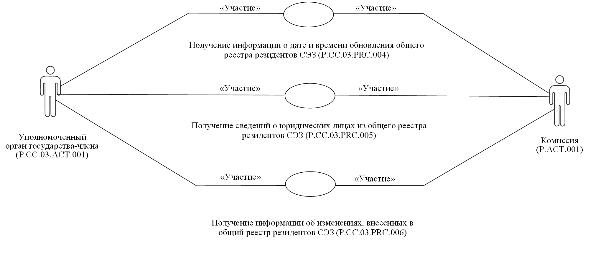 «Участие» «Участие»
Получение информации о дате и времени обновления общего
реестра резидентов СЭЗ (P.CC.03.PRC.004)
«Участие» «Участие»
Получение сведений о юридических лицах из общего реестра
резидентов СЭЗ (P.CC.03.PRC.005)
Уполномоченный
орган государства-члена
(P.CC.03.ACT.001)
Комиссия
(P.ACT.001)
«Участие» «Участие»
Получение информации об изменениях, внесенных в
общий реестр резидентов СЭЗ (P.CC.03.PRC.006)